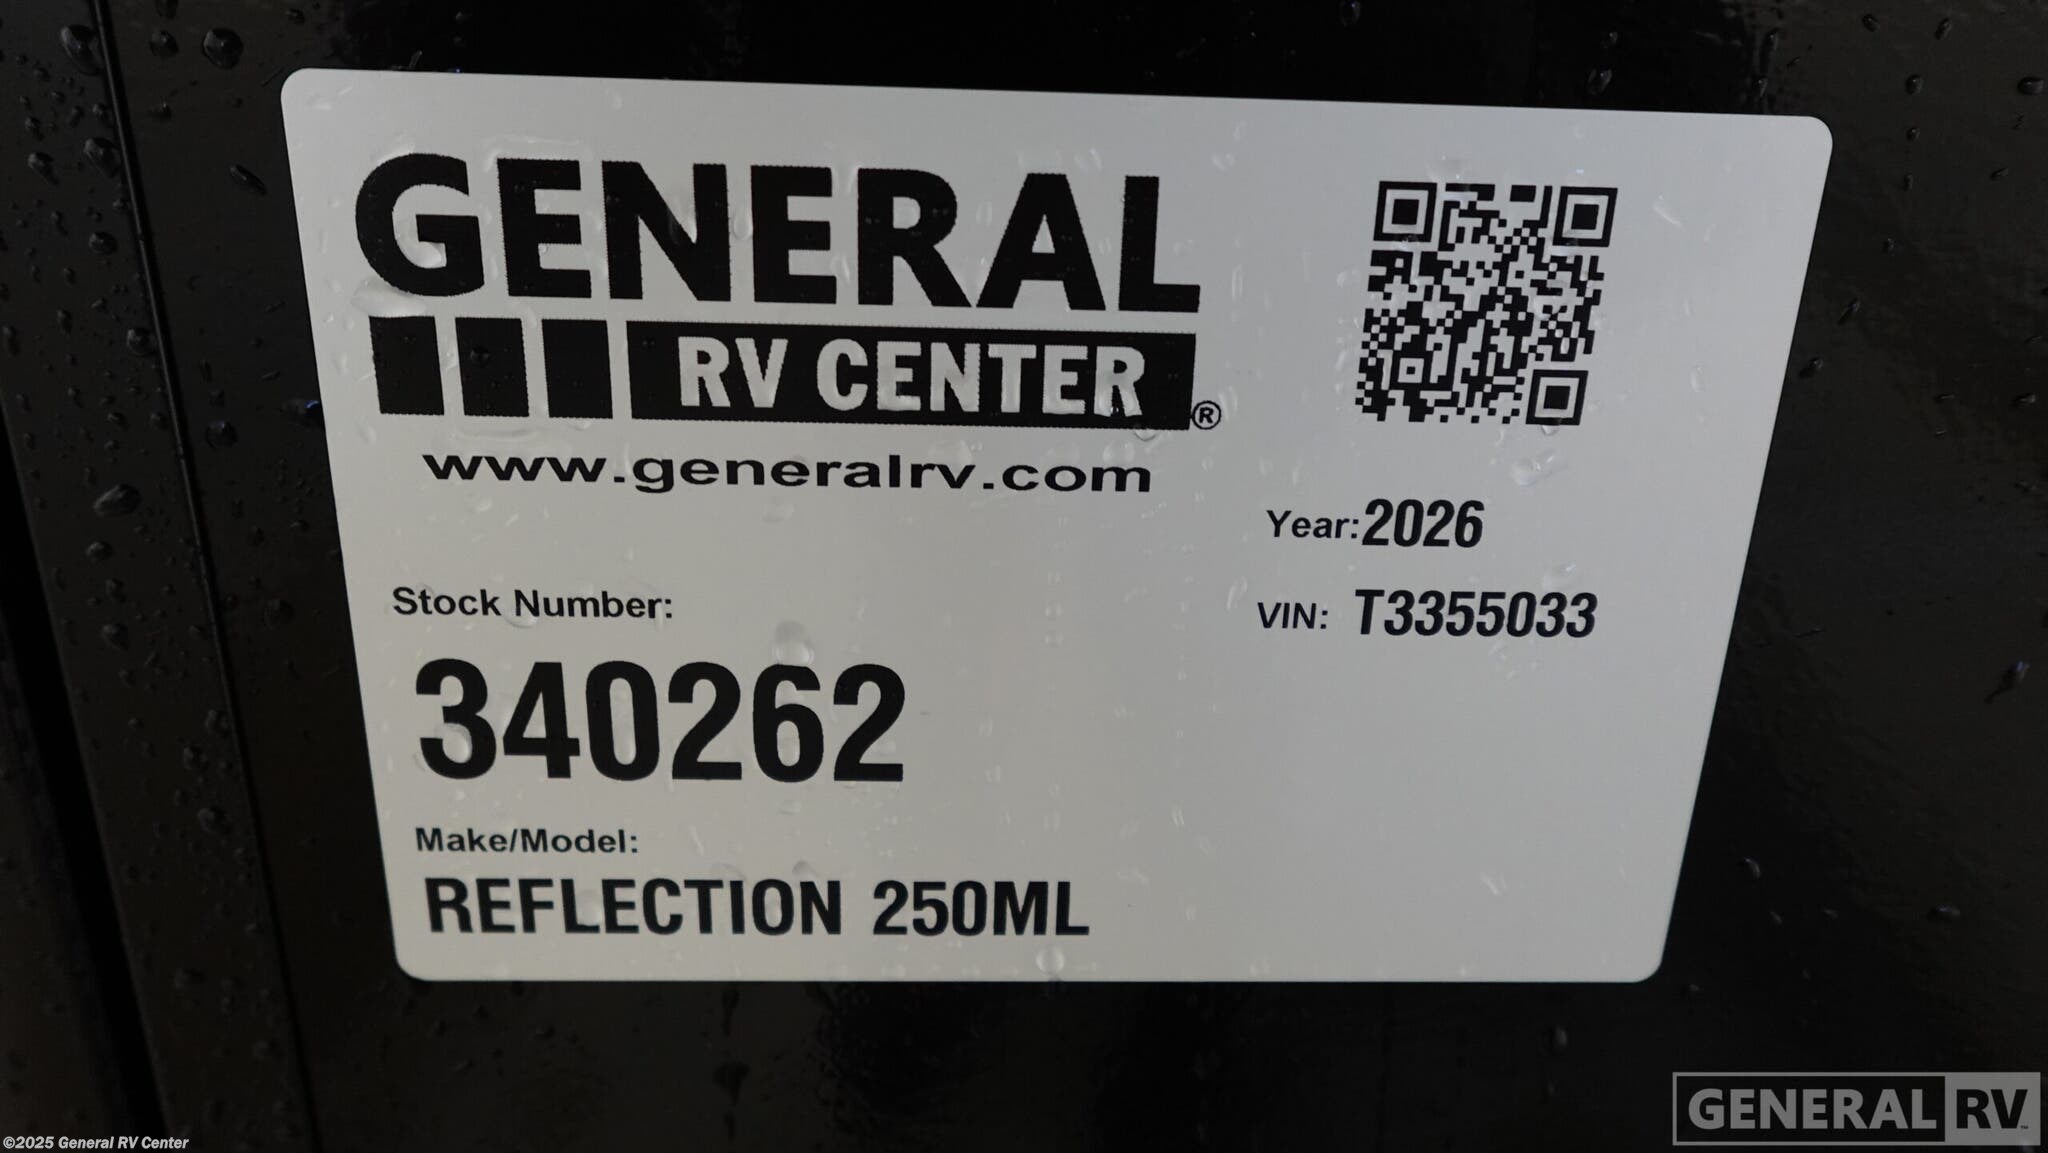 GENERAL
RV CENTER®
www.generalrv.com
Year: 2026
VIN: T3355033
Stock Number:
340262
Make/Model:
REFLECTION 250ML
©2025 General RV Center
GENERAL RV™